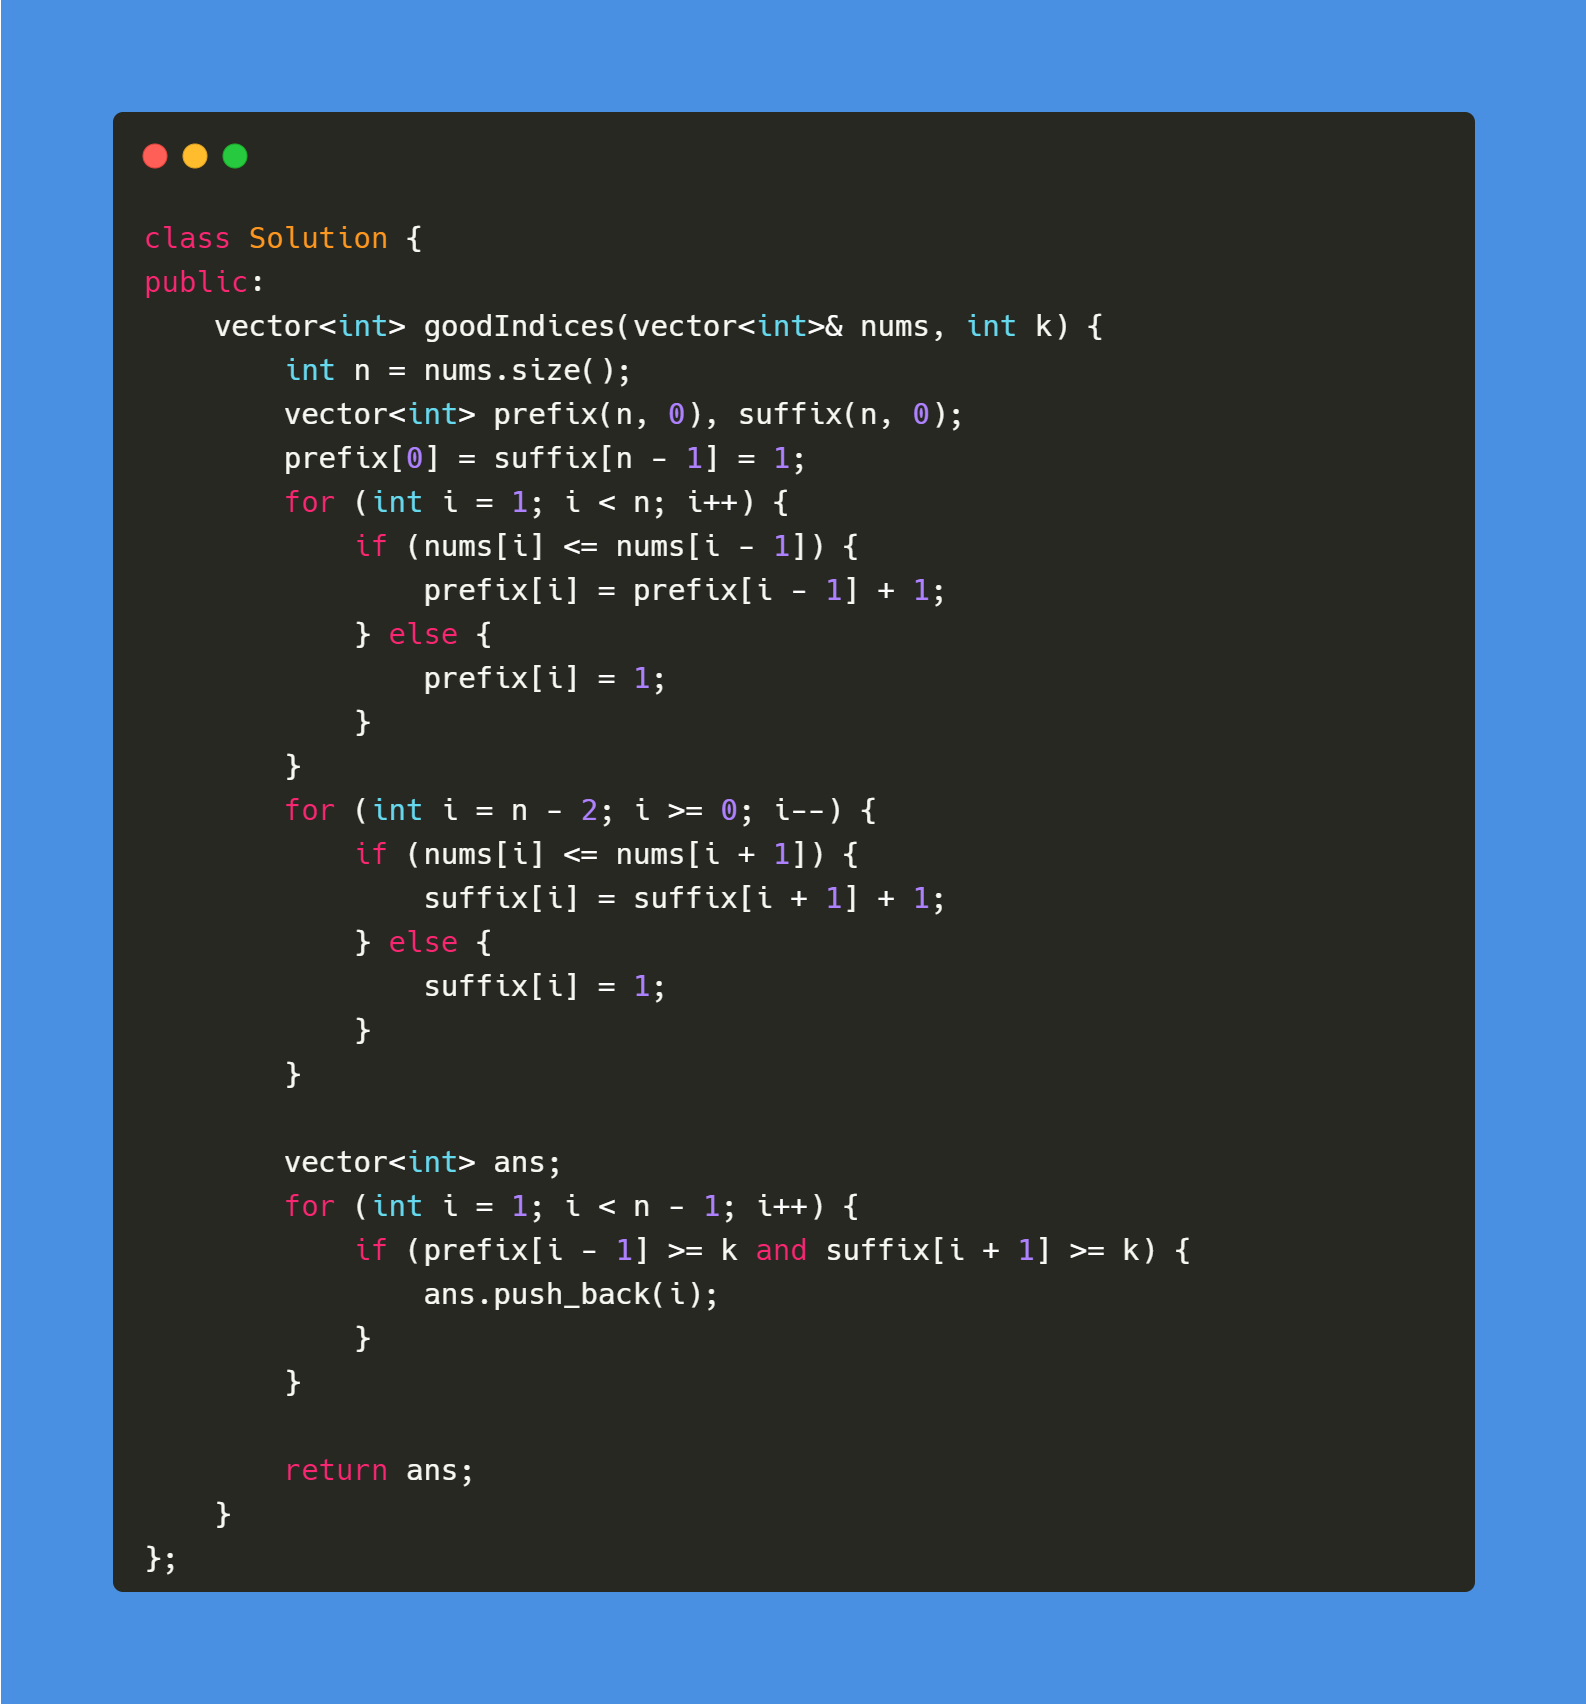 class Solution {
public:
    vector<int> goodIndices(vector<int>& nums, int k) {
        int n = nums.size();
        vector<int> prefix(n, 0), suffix(n, 0);
        prefix[0] = suffix[n - 1] = 1;
        for (int i = 1; i < n; i++) {
            if (nums[i] <= nums[i - 1]) {
                prefix[i] = prefix[i - 1] + 1;
            } else {
                prefix[i] = 1;
            }
        }
        for (int i = n - 2; i >= 0; i--) {
            if (nums[i] <= nums[i + 1]) {
                suffix[i] = suffix[i + 1] + 1;
            } else {
                suffix[i] = 1;
            }
        }

        vector<int> ans;
        for (int i = 1; i < n - 1; i++) {
            if (prefix[i - 1] >= k and suffix[i + 1] >= k) {
                ans.push_back(i);
            }
        }

        return ans;
    }
};